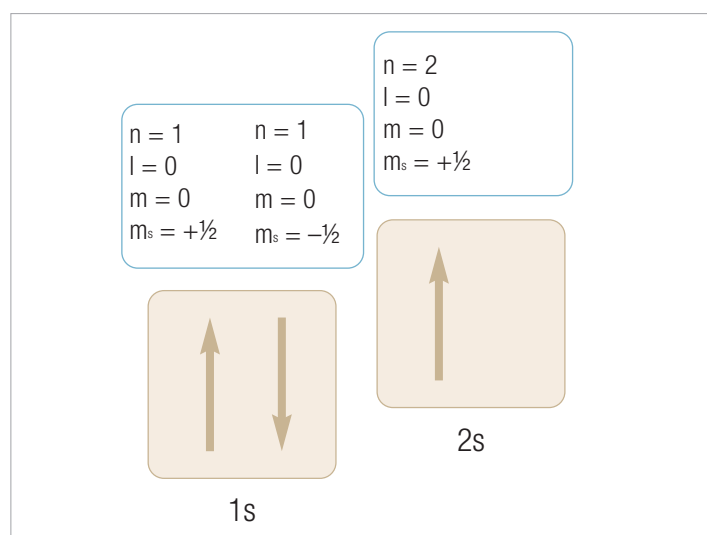 n = 2
l = 0
m = 0
ms = +½
n = 1
l = 0
m = 0
ms = +½
n = 1
l = 0
m = 0
ms = –½
2s
1s